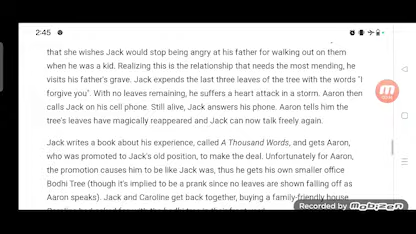 2:45
that she wishes Jack would stop being angry at his father for walking out on them
when he was a kid. Realizing this is the relationship that needs the most mending, he
visits his father's grave. Jack expends the last three leaves of the tree with the words "I
forgive you". With no leaves remaining, he suffers a heart attack in a storm. Aaron then
calls Jack on his cell phone. Still alive, Jack answers his phone. Aaron tells him the
tree's leaves have magically reappeared and Jack can now talk freely again.
Jack writes a book about his experience, called A Thousand Words, and gets Aaron,
who was promoted to Jack's old position, to make the deal. Unfortunately for Aaron,
the promotion causes him to be like Jack was, thus he gets his own smaller office
Bodhi Tree (though it's implied to be a prank since no leaves are shown falling off as
Aaron speaks). Jack and Caroline get back together, buying a family-friendly house
Recorded by Mobizen